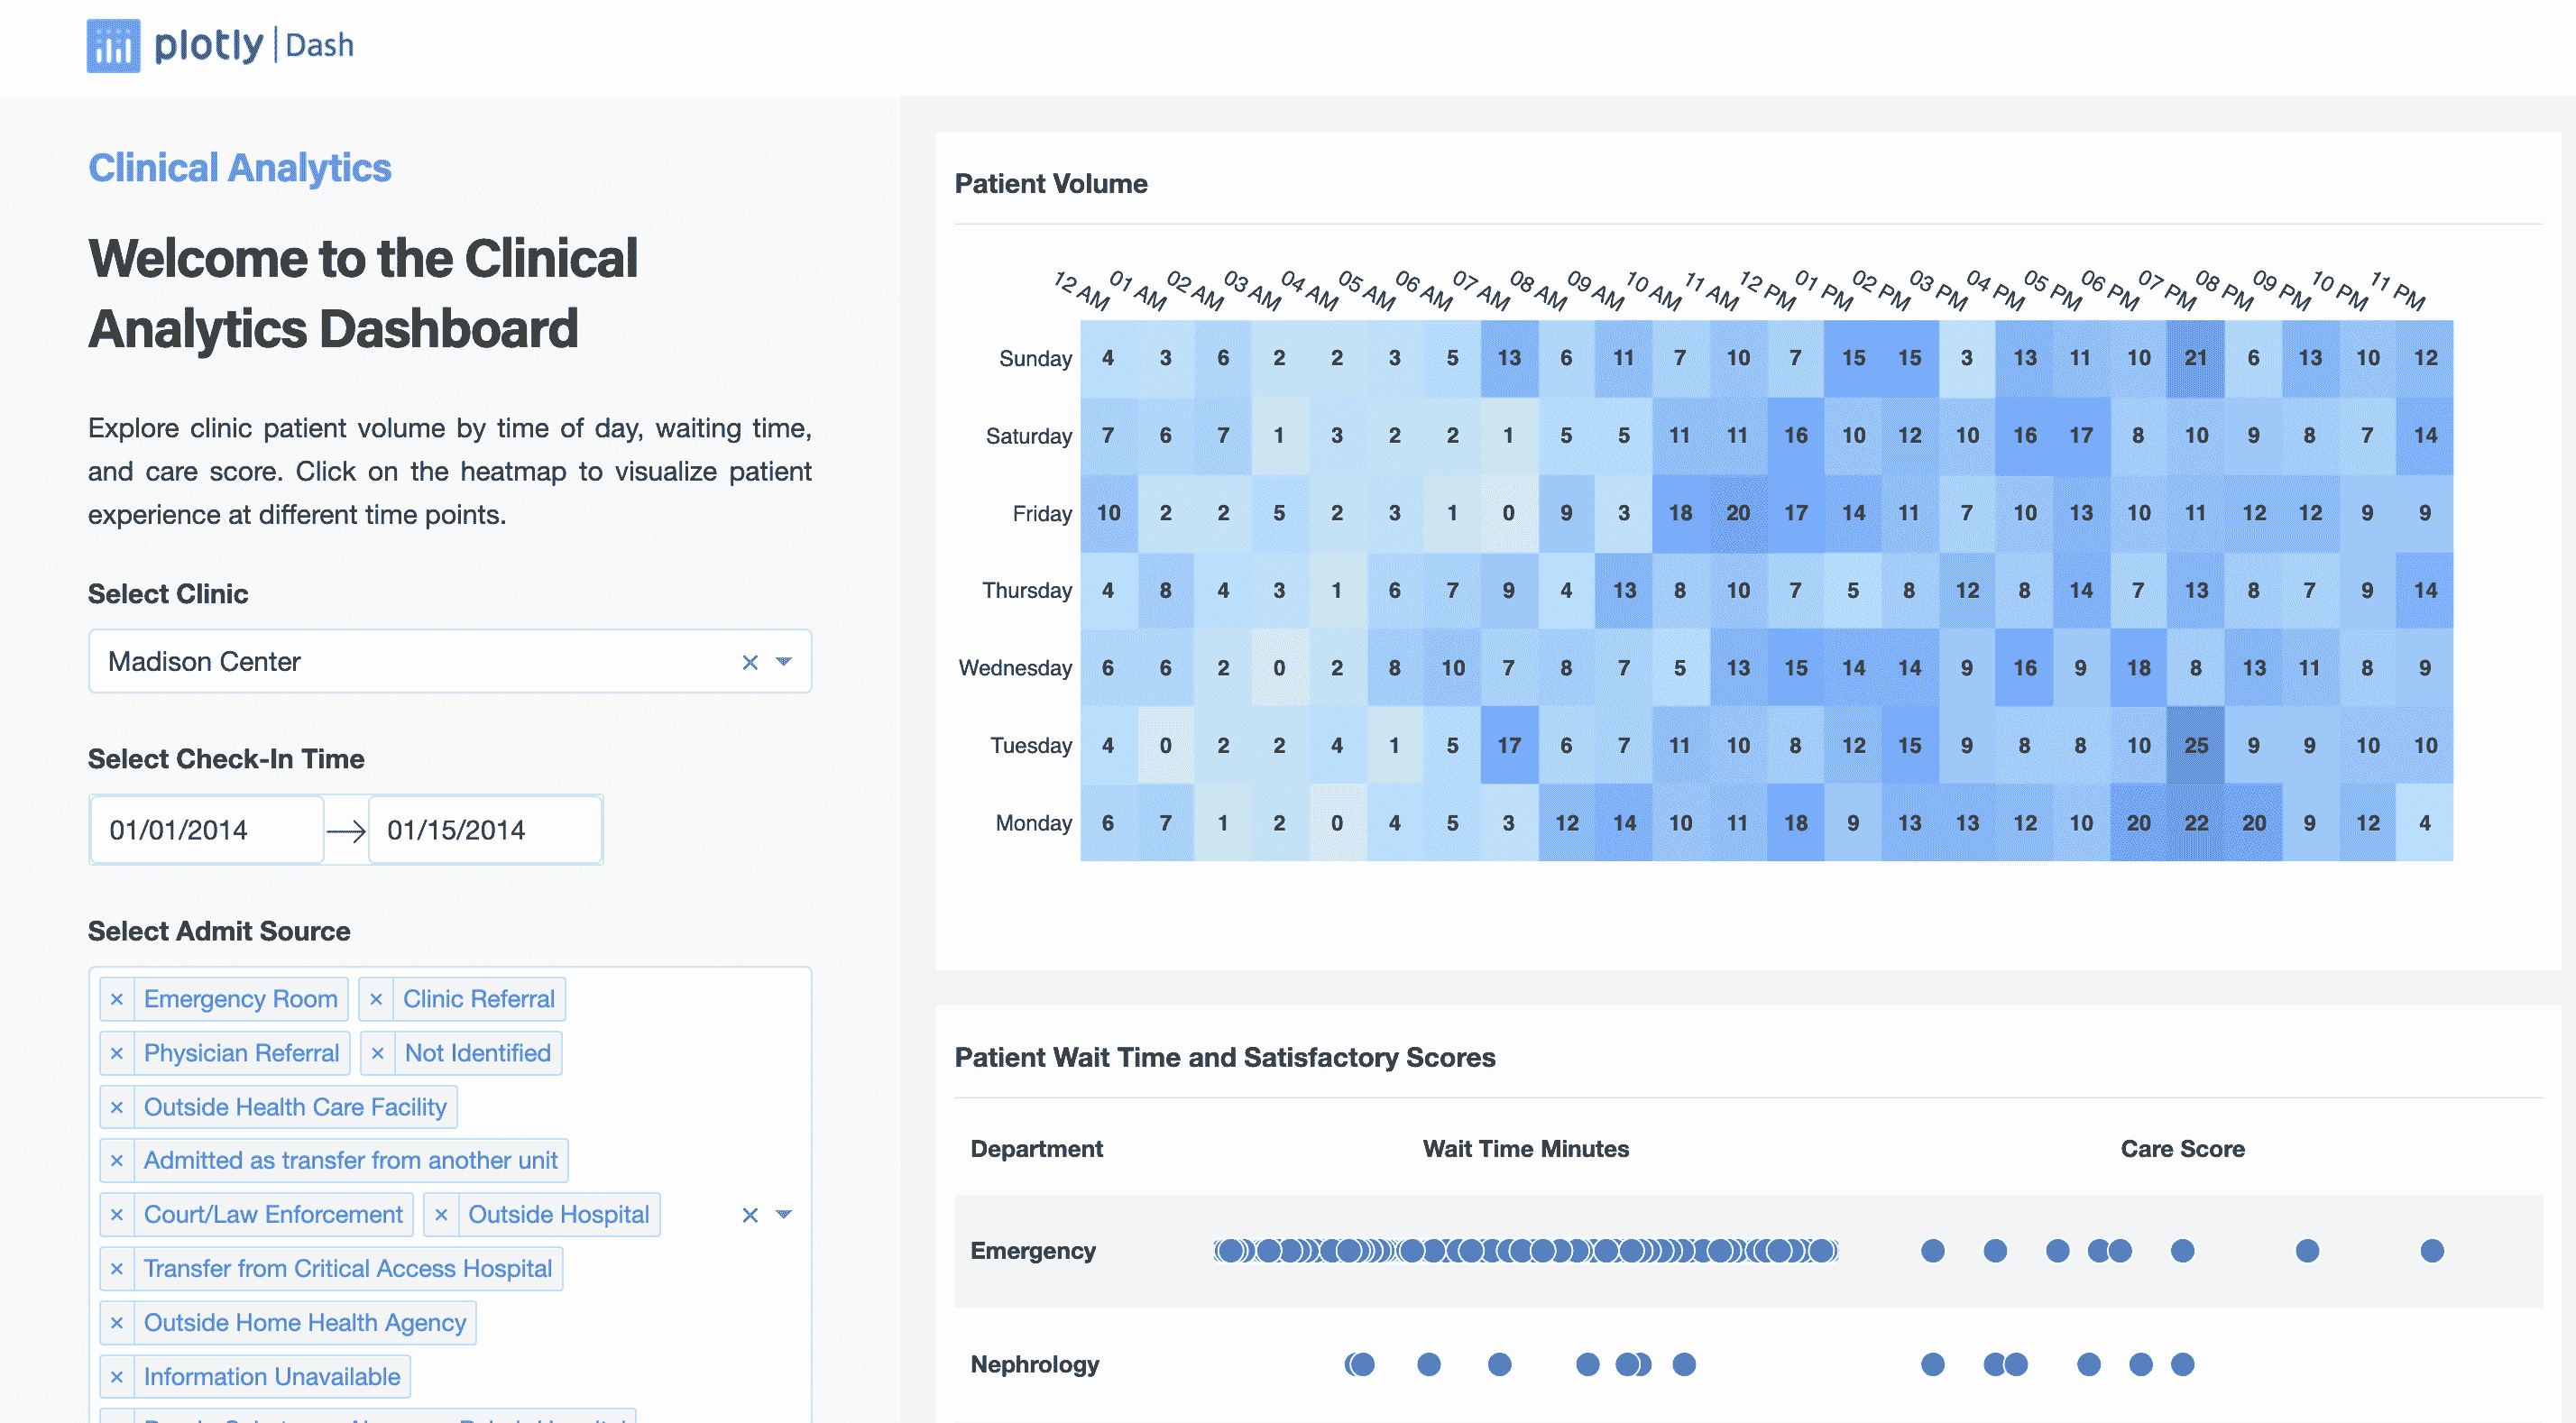 plotly | Dash
Clinical Analytics
Welcome to the Clinical
Analytics Dashboard
Explore clinic patient volume by time of day, waiting time,
and care score. Click on the heatmap to visualize patient
experience at different time points.
Select Clinic
Madison Center
Select Check-In Time
01/01/2014 → 01/15/2014
Select Admit Source
× Emergency Room × Clinic Referral
× Physician Referral × Not Identified
× Outside Health Care Facility
× Admitted as transfer from another unit
× Court/Law Enforcement × Outside Hospital
× Transfer from Critical Access Hospital
× Outside Home Health Agency
× Information Unavailable
Patient Volume
12 AM 01 AM 02 AM 03 AM 04 AM 05 AM 06 AM 07 AM 08 AM 09 AM 10 AM 11 AM 12 PM 01 PM 02 PM 03 PM 04 PM 05 PM 06 PM 07 PM 08 PM 09 PM 10 PM 11 PM
Sunday 4 3 6 2 2 3 5 13 6 11 7 10 7 15 15 3 13 11 10 21 6 13 10 12
Saturday 7 6 7 1 3 2 2 1 5 5 11 11 16 10 12 10 16 17 8 10 9 8 7 14
Friday 10 2 2 5 2 3 1 0 9 3 18 20 17 14 11 7 10 13 10 11 12 12 9 9
Thursday 4 8 4 3 1 6 7 9 4 13 8 10 7 5 8 12 8 14 7 13 8 7 9 14
Wednesday 6 6 2 0 2 8 10 7 8 7 5 13 15 14 14 9 16 9 18 8 13 11 8 9
Tuesday 4 0 2 2 4 1 5 17 6 7 11 10 8 12 15 9 8 8 10 25 9 9 10 10
Monday 6 7 1 2 0 4 5 3 12 14 10 11 18 9 13 13 12 10 20 22 20 9 12 4
Patient Wait Time and Satisfactory Scores
Department Wait Time Minutes Care Score
Emergency
Nephrology